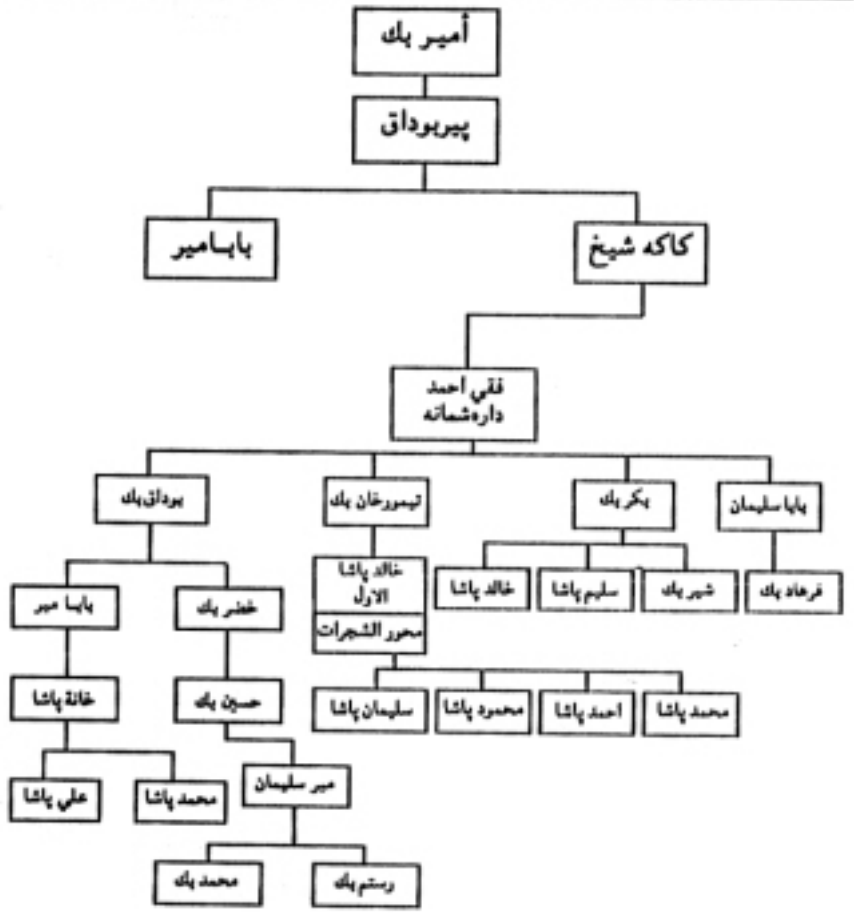 أمير بك
پيربوداق
كاكه شيخ
بابامير
فقي احمد
داره‌شمانه
بابا سليمان
بكر بك
تيمورخان بك
بوداق بك
فرهاد بك
شير بك
سليم پاشا
خالد پاشا
خالد پاشا
الاول
محور الشجرات
خضر بك
بابا مير
محمد پاشا
احمد پاشا
محمود پاشا
سليمان پاشا
حسين بك
خانة پاشا
مير سليمان
محمد پاشا
علي پاشا
رستم بك
محمد بك